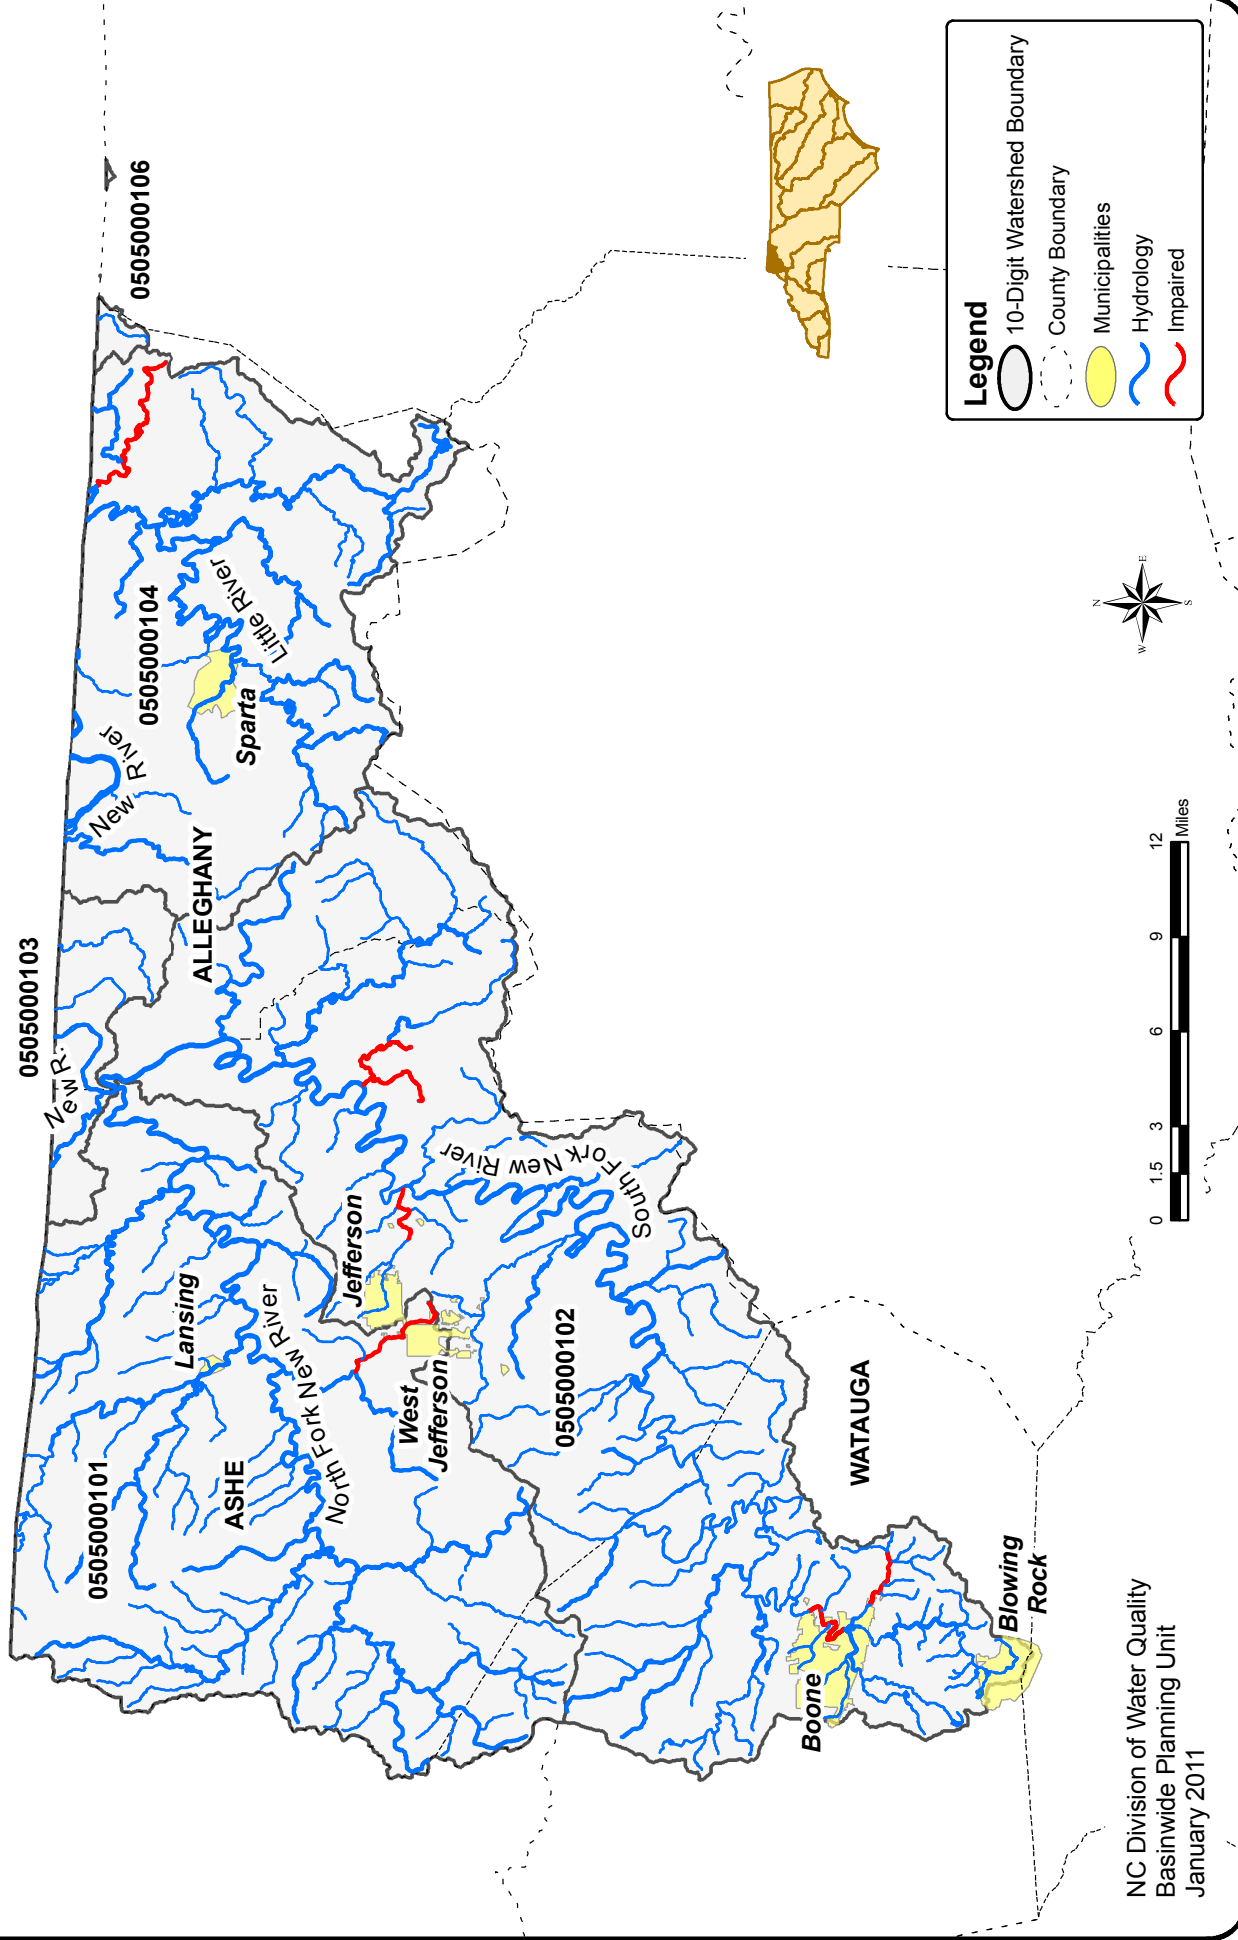 0505000106
0505000103
New R.
New River
0505000104
Little River
Sparta
ALLEGHANY
Lansing
Jefferson
0505000101
ASHE
North Fork New River
West
Jefferson
South Fork New River
0505000102
WATAUGA
Boone
Blowing
Rock
N
W
E
S
0 1.5 3 6 9 12
Miles
Legend
10-Digit Watershed Boundary
County Boundary
Municipalities
Hydrology
Impaired
NC Division of Water Quality
Basinwide Planning Unit
January 2011